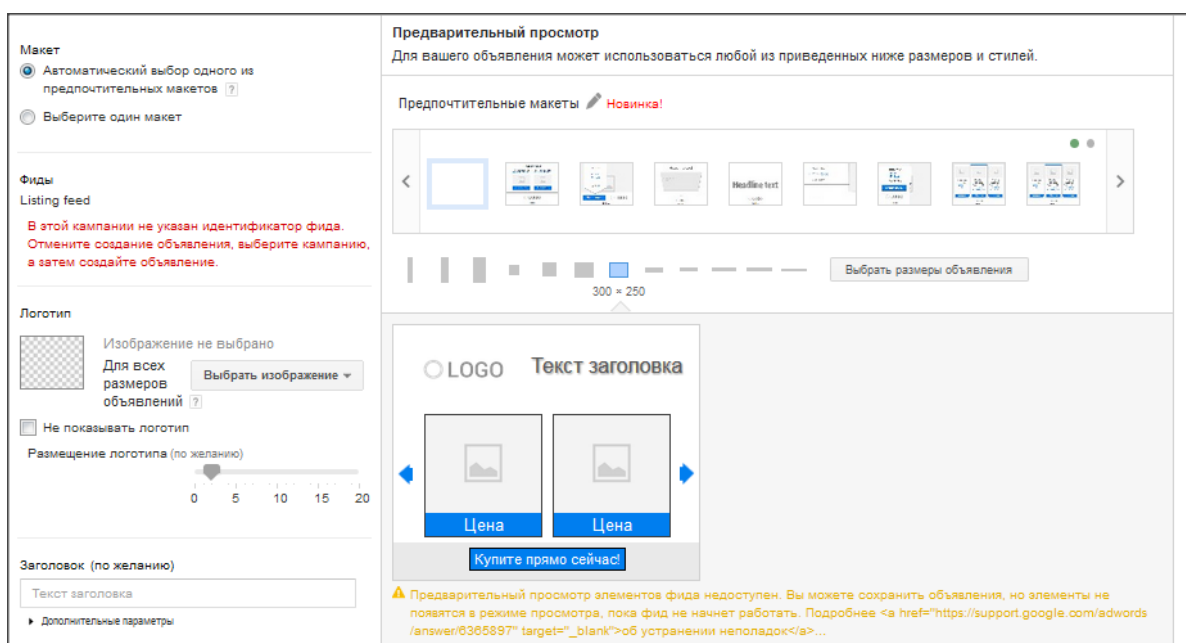 Макет
Автоматический выбор одного из
предпочтительных макетов ?
Выберите один макет
Фиды
Listing feed
В этой кампании не указан идентификатор фида.
Отмените создание объявления, выберите кампанию,
а затем создайте объявление.
Логотип
Изображение не выбрано
Для всех
размеров
объявлений ?
Выбрать изображение
Не показывать логотип
Размещение логотипа (по желанию)
0 5 10 15 20
Заголовок (по желанию)
Текст заголовка
Дополнительные параметры
Предварительный просмотр
Для вашего объявления может использоваться любой из приведенных ниже размеров и стилей.
Предпочтительные макеты Новинка!
Headline text
Выбрать размеры объявления
300 × 250
LOGO Текст заголовка
Цена Цена
Купите прямо сейчас!
Предварительный просмотр элементов фида недоступен. Вы можете сохранить объявления, но элементы не
появятся в режиме просмотра, пока фид не начнет работать. Подробнее <a href="https://support.google.com/adwords
/answer/6365897" target="_blank">об устранении неполадок</a>...